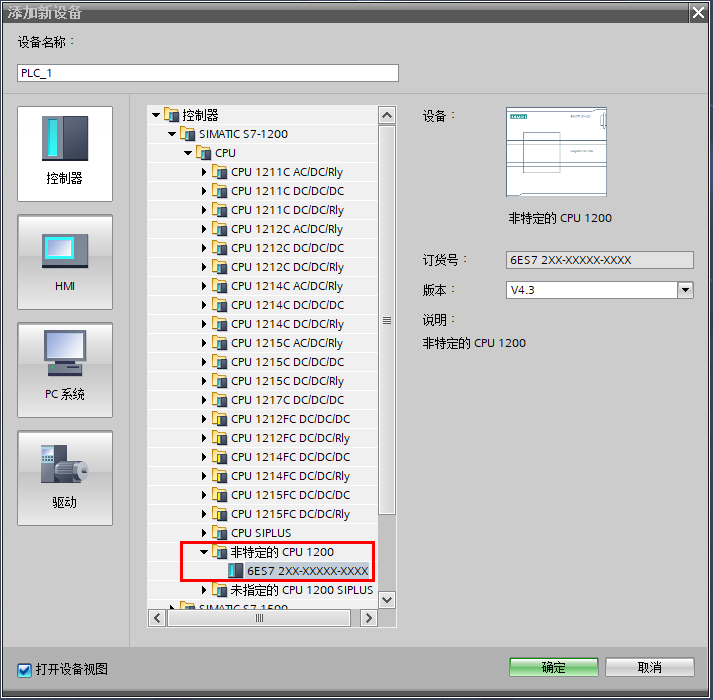 添加新设备
设备名称：
PLC_1
控制器
HMI
PC 系统
驱动
控制器
SIMATIC S7-1200
CPU
CPU 1211C AC/DC/Rly
CPU 1211C DC/DC/DC
CPU 1211C DC/DC/Rly
CPU 1212C AC/DC/Rly
CPU 1212C DC/DC/DC
CPU 1212C DC/DC/Rly
CPU 1214C AC/DC/Rly
CPU 1214C DC/DC/DC
CPU 1214C DC/DC/Rly
CPU 1215C AC/DC/Rly
CPU 1215C DC/DC/DC
CPU 1215C DC/DC/Rly
CPU 1217C DC/DC/DC
CPU 1212FC DC/DC/DC
CPU 1212FC DC/DC/Rly
CPU 1214FC DC/DC/DC
CPU 1214FC DC/DC/Rly
CPU 1215FC DC/DC/DC
CPU 1215FC DC/DC/Rly
CPU SIPLUS
非特定的 CPU 1200
6ES7 2XX-XXXXX-XXXX
未指定的 CPU 1200 SIPLUS
SIMATIC S7-1500
设备：
SIEMENS
非特定的 CPU 1200
订货号：
6ES7 2XX-XXXXX-XXXX
版本：
V4.3
说明：
非特定的 CPU 1200
打开设备视图
确定
取消